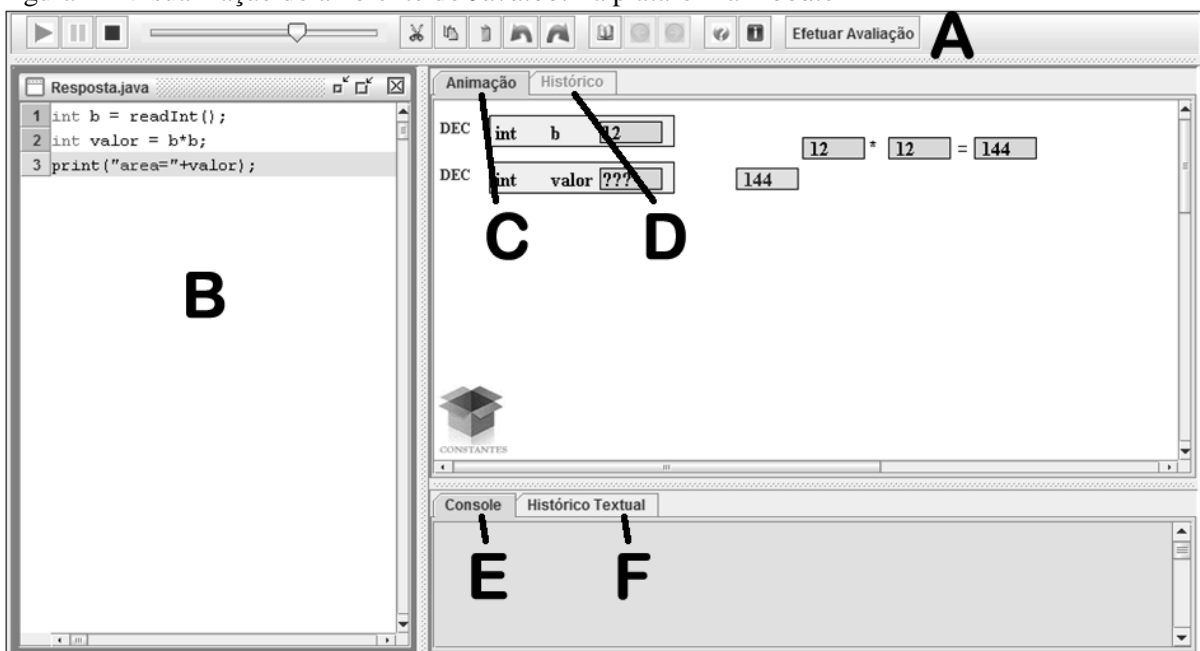 Efetuar Avaliação
A
Resposta.java
1 int b = readInt();
2 int valor = b*b;
3 print("area="+valor);
B
Animação Histórico
DEC int b 12
12 * 12 = 144
DEC int valor ??? 144
C D
CONSTANTES
Console Histórico Textual
E F